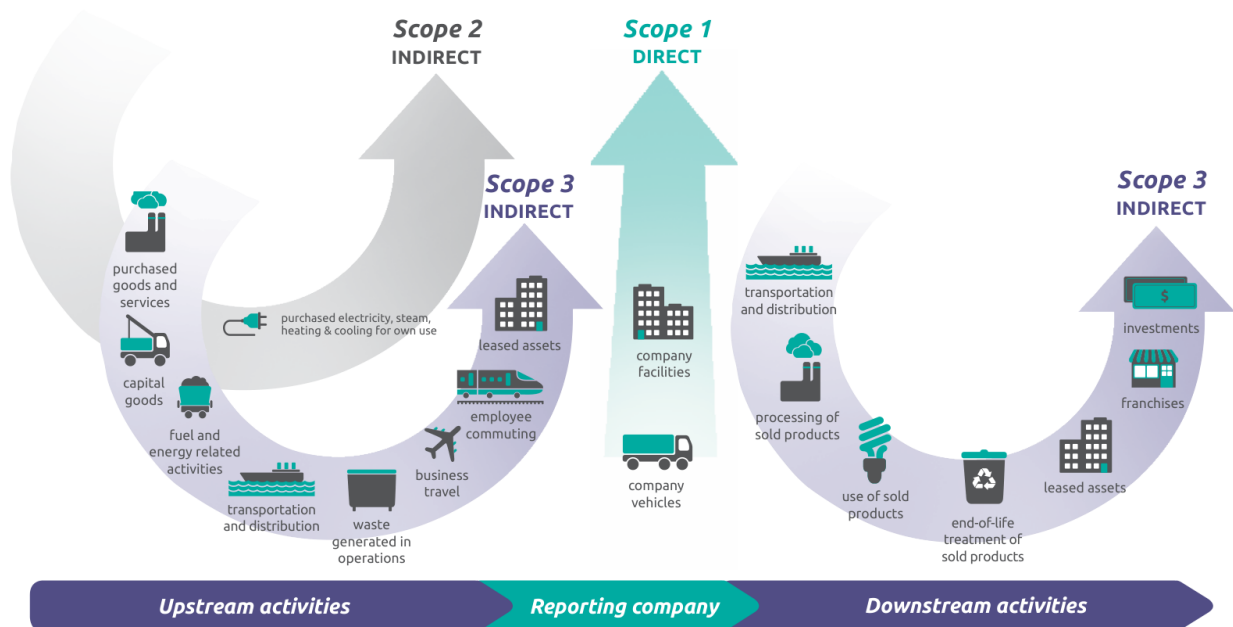 Scope 2
INDIRECT
Scope 1
DIRECT
Scope 3
INDIRECT
Scope 3
INDIRECT
purchased
goods and
services
capital
goods
fuel and
energy related
activities
purchased electricity, steam,
heating & cooling for own use
transportation
and distribution
waste
generated in
operations
business
travel
employee
commuting
leased assets
company
facilities
company
vehicles
transportation
and distribution
processing of
sold products
use of sold
products
end-of-life
treatment of
sold products
leased assets
franchises
$
investments
Upstream activities
Reporting company
Downstream activities